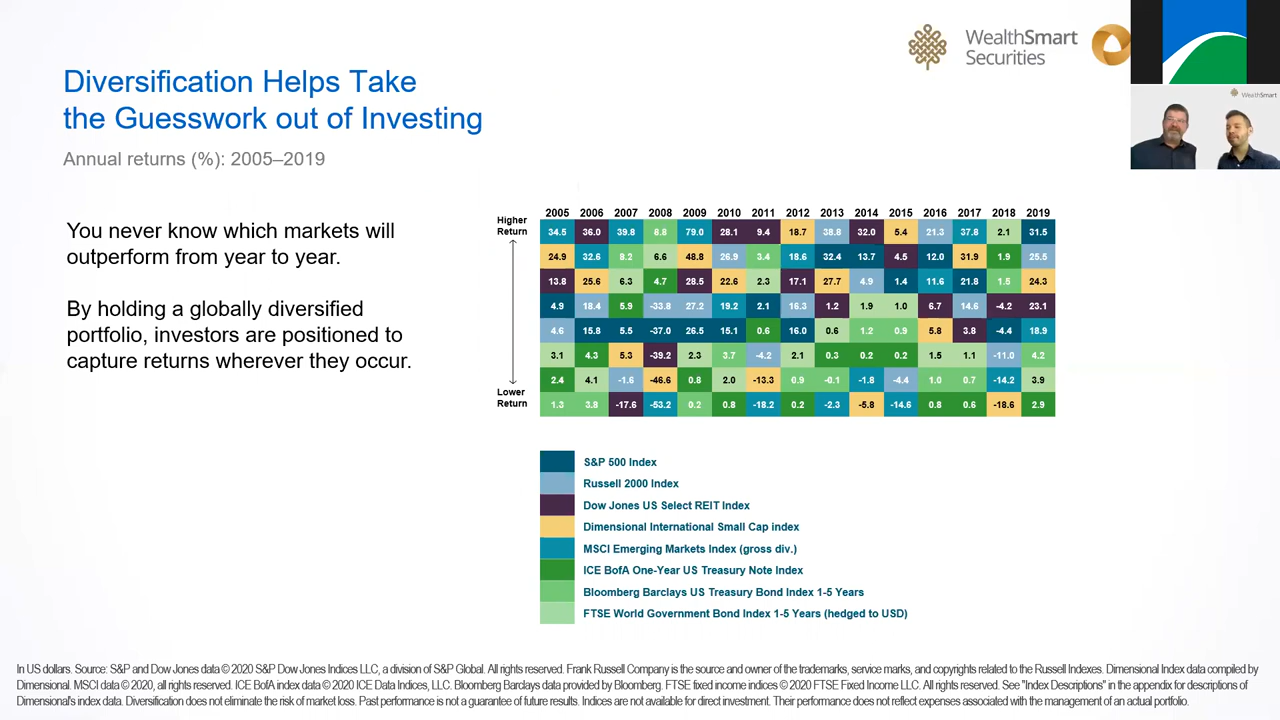 WealthSmart
Securities
WealthSmart
Diversification Helps Take
the Guesswork out of Investing
Annual returns (%): 2005–2019
You never know which markets will
outperform from year to year.
By holding a globally diversified
portfolio, investors are positioned to
capture returns wherever they occur.
2005 2006 2007 2008 2009 2010 2011 2012 2013 2014 2015 2016 2017 2018 2019
Higher
Return
34.5 36.0 39.8 8.8 79.0 28.1 9.4 18.7 38.8 32.0 5.4 21.3 37.8 2.1 31.5
24.9 32.6 8.2 6.6 48.8 26.9 3.4 18.6 32.4 13.7 4.5 12.0 31.9 1.9 25.5
13.8 25.6 6.3 4.7 28.5 22.6 2.3 17.1 27.7 4.9 1.4 11.6 21.8 1.5 24.3
4.9 18.4 5.9 -33.8 27.2 19.2 2.1 16.3 1.2 1.9 1.0 6.7 14.6 -4.2 23.1
4.6 15.8 5.5 -37.0 26.5 15.1 0.6 16.0 0.6 1.2 0.9 5.8 3.8 -4.4 18.9
3.1 4.3 5.3 -39.2 2.3 3.7 -4.2 2.1 0.3 0.2 0.2 1.5 1.1 -11.0 4.2
2.4 4.1 -1.6 -46.6 0.8 2.0 -13.3 0.9 -0.1 -1.8 -4.4 1.0 0.7 -14.2 3.9
Lower
Return
1.3 3.8 -17.6 -53.2 0.2 0.8 -18.2 0.2 -2.3 -5.8 -14.6 0.8 0.6 -18.6 2.9
S&P 500 Index
Russell 2000 Index
Dow Jones US Select REIT Index
Dimensional International Small Cap index
MSCI Emerging Markets Index (gross div.)
ICE BofA One-Year US Treasury Note Index
Bloomberg Barclays US Treasury Bond Index 1-5 Years
FTSE World Government Bond Index 1-5 Years (hedged to USD)
In US dollars. Source: S&P and Dow Jones data © 2020 S&P Dow Jones Indices LLC, a division of S&P Global. All rights reserved. Frank Russell Company is the source and owner of the trademarks, service marks, and copyrights related to the Russell Indexes. Dimensional Index data compiled by
Dimensional. MSCI data © 2020, all rights reserved. ICE BofA index data © 2020 ICE Data Indices, LLC. Bloomberg Barclays data provided by Bloomberg. FTSE fixed income indices © 2020 FTSE Fixed Income LLC. All rights reserved. See "Index Descriptions" in the appendix for descriptions of
Dimensional's index data. Diversification does not eliminate the risk of market loss. Past performance is not a guarantee of future results. Indices are not available for direct investment. Their performance does not reflect expenses associated with the management of an actual portfolio.